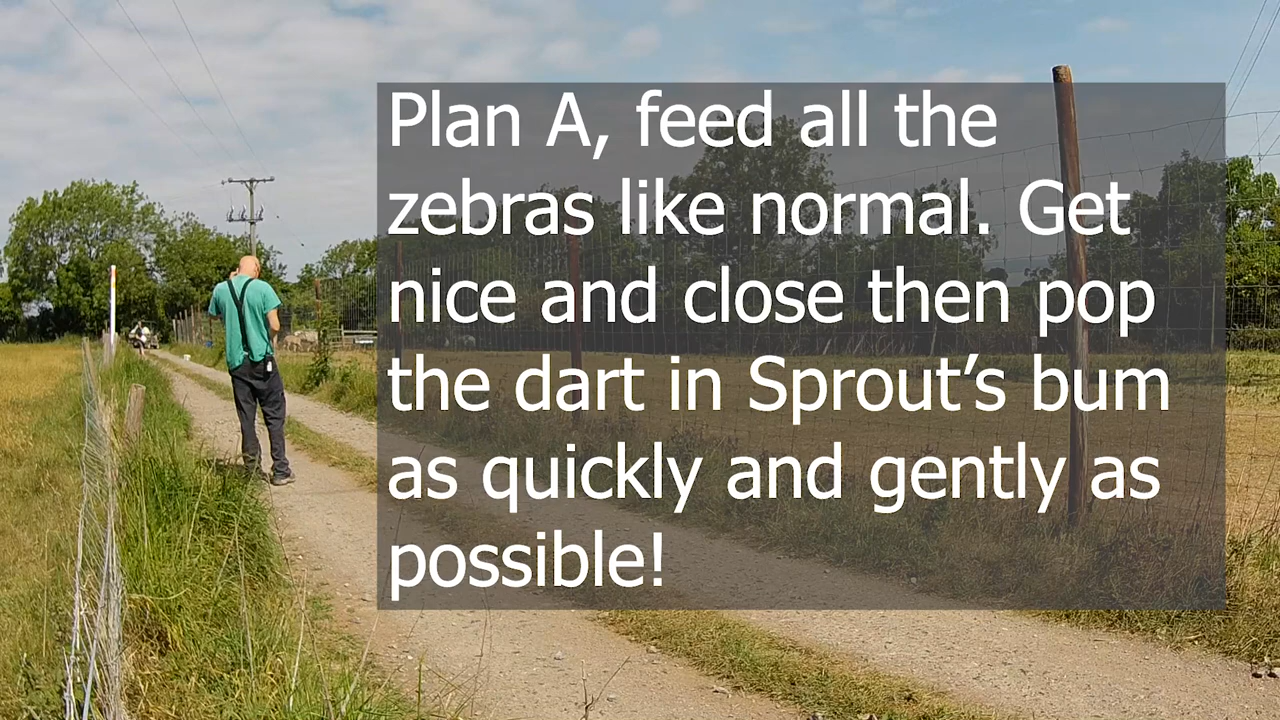 Plan A, feed all the
zebras like normal. Get
nice and close then pop
the dart in Sprout’s bum
as quickly and gently as
possible!